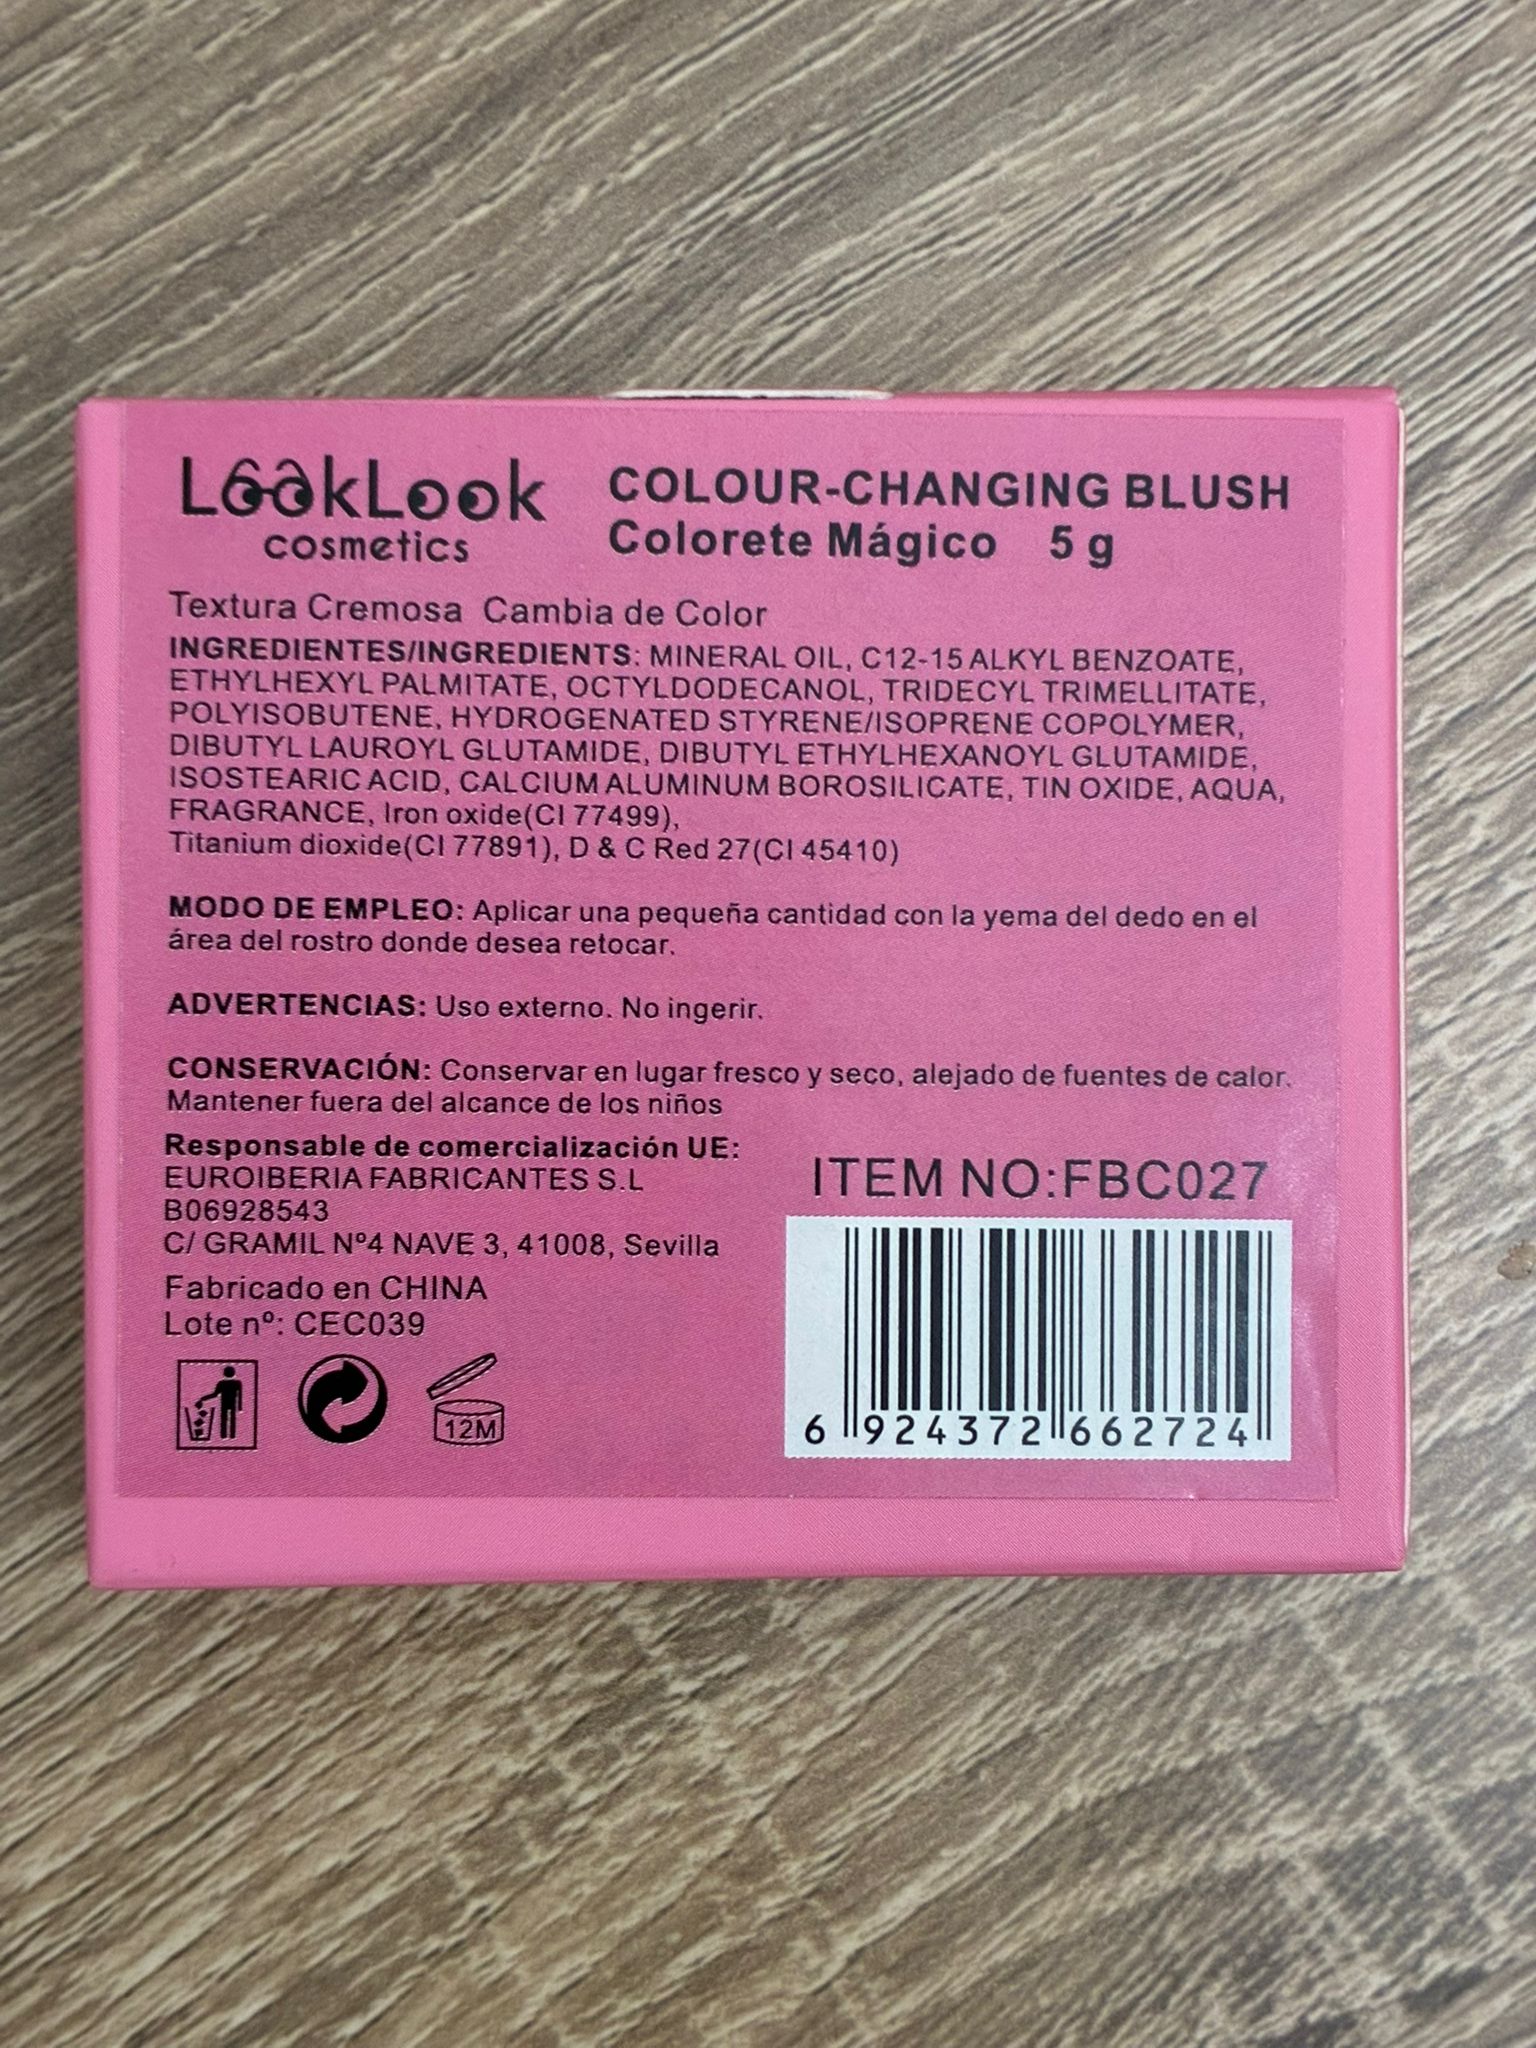 LookLook
cosmetics
COLOUR-CHANGING BLUSH
Colorete Mágico 5 g
Textura Cremosa Cambia de Color
INGREDIENTES/INGREDIENTS: MINERAL OIL, C12-15 ALKYL BENZOATE,
ETHYLHEXYL PALMITATE, OCTYLDODECANOL, TRIDECYL TRIMELLITATE,
POLYISOBUTENE, HYDROGENATED STYRENE/ISOPRENE COPOLYMER,
DIBUTYL LAUROYL GLUTAMIDE, DIBUTYL ETHYLHEXANOYL GLUTAMIDE,
ISOSTEARIC ACID, CALCIUM ALUMINUM BOROSILICATE, TIN OXIDE, AQUA,
FRAGRANCE, Iron oxide(CI 77499),
Titanium dioxide(CI 77891), D & C Red 27(CI 45410)
MODO DE EMPLEO: Aplicar una pequeña cantidad con la yema del dedo en el
área del rostro donde desea retocar.
ADVERTENCIAS: Uso externo. No ingerir.
CONSERVACIÓN: Conservar en lugar fresco y seco, alejado de fuentes de calor.
Mantener fuera del alcance de los niños
Responsable de comercialización UE:
EUROIBERIA FABRICANTES S.L
B06928543
C/ GRAMIL Nº4 NAVE 3, 41008, Sevilla
Fabricado en CHINA
Lote nº: CEC039
12M
ITEM NO:FBC027
6 924372 662724